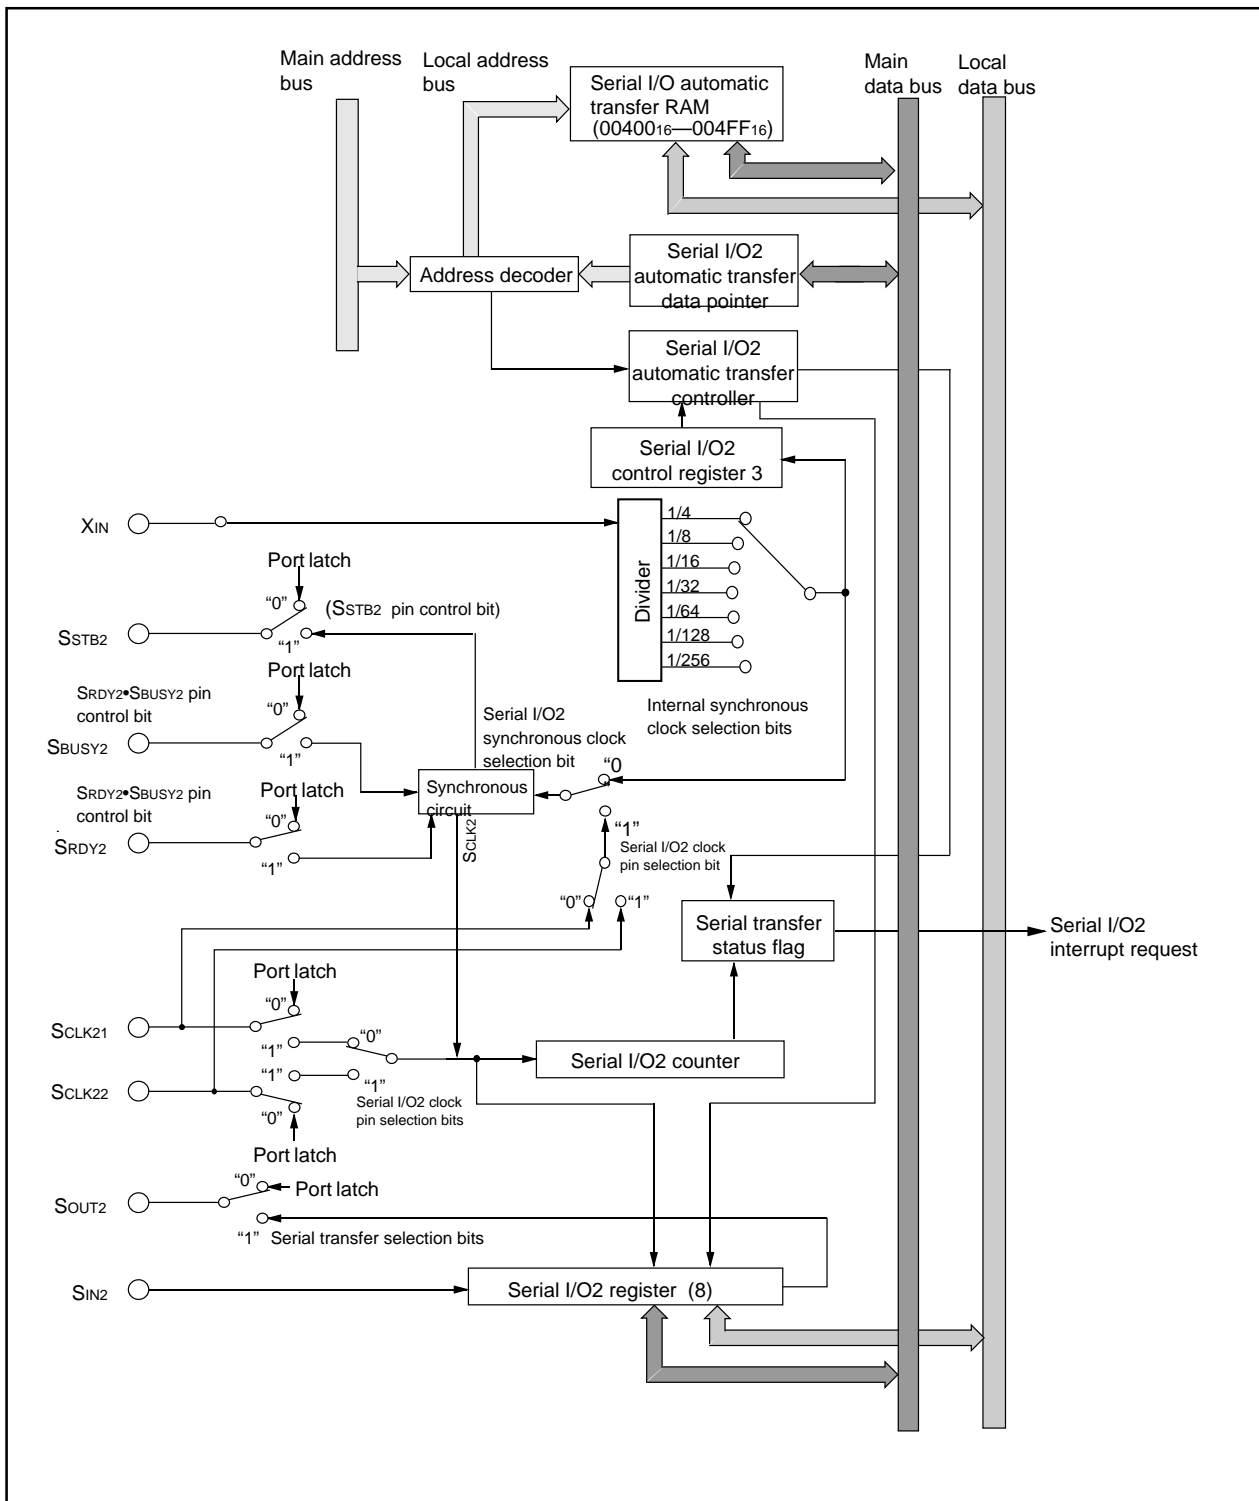 Main address
bus
Local address
bus
Serial I/O automatic
transfer RAM
(0040016—004FF16)
Main
data bus
Local
data bus
Address decoder
Serial I/O2
automatic transfer
data pointer
Serial I/O2
automatic transfer
controller
Serial I/O2
control register 3
XIN
Divider
1/4
1/8
1/16
1/32
1/64
1/128
1/256
Internal synchronous
clock selection bits
Port latch
“0”
(SSTB2 pin control bit)
SSTB2
“1”
Port latch
SRDY2•SBUSY2 pin
control bit
“0”
SBUSY2
“1”
Serial I/O2
synchronous clock
selection bit
“0
Synchronous
circuit
SRDY2•SBUSY2 pin
control bit
Port latch
“0”
SRDY2
“1”
SCLK2
“1”
Serial I/O2 clock
pin selection bit
“0”
“1”
Serial transfer
status flag
Serial I/O2
interrupt request
Port latch
“0”
SCLK21
“1”
“0”
Serial I/O2 counter
“1”
“1”
SCLK22
Serial I/O2 clock
pin selection bits
“0”
Port latch
“0”
Port latch
SOUT2
“1” Serial transfer selection bits
SIN2
Serial I/O2 register (8)